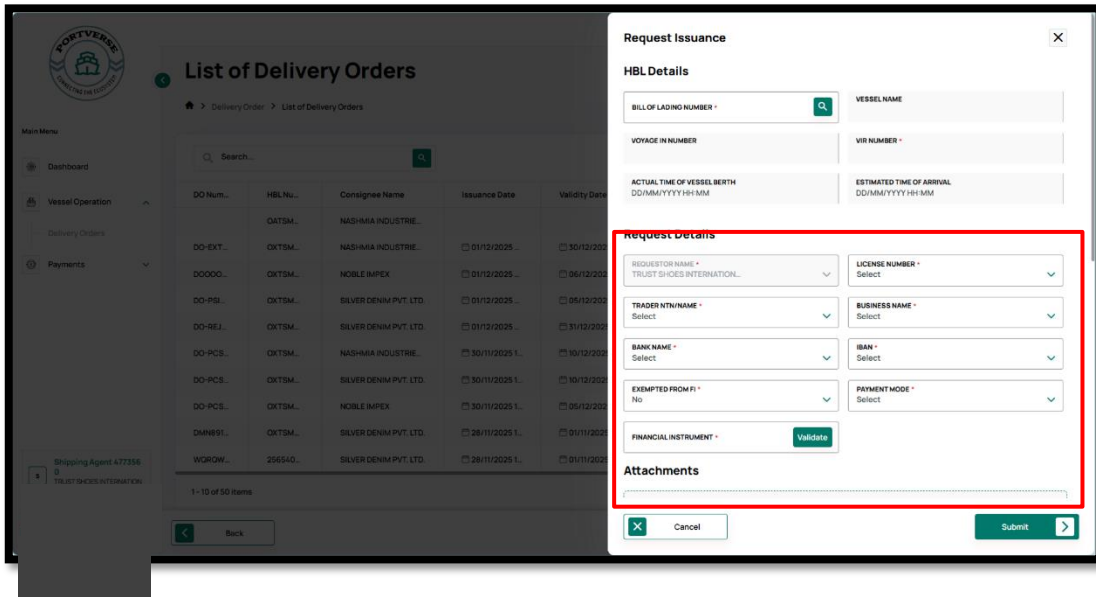 PORTVERSE
Main Menu
Dashboard
Vessel Operation
Delivery Orders
Payments
Shipping Agent 477356
0
TRUST SHOES INTERNATION
List of Delivery Orders
> Delivery Order > List of Delivery Orders
Search...
DO Num... HBL Nu... Consignee Name Issuance Date Validity Date
OATSM... NASHMIA INDUSTRIE...
DO-EXT... OXTSM... NASHMIA INDUSTRIE... 01/12/2025 ... 30/12/202
DOOOO... OXTSM... NOBLE IMPEX 01/12/2025 ... 06/12/202
DO-PSI... OXTSM... SILVER DENIM PVT. LTD. 01/12/2025 ... 05/12/202
DO-REJ... OXTSM... SILVER DENIM PVT. LTD. 01/12/2025 ... 31/12/2025
DO-PCS... OXTSM... NASHMIA INDUSTRIE... 30/11/2025 1... 10/12/202
DO-PCS... OXTSM... SILVER DENIM PVT. LTD. 30/11/2025 1... 10/12/202
DO-PCS... OXTSM... NOBLE IMPEX 30/11/2025 1... 05/12/202
DMN891... OXTSM... SILVER DENIM PVT. LTD. 28/11/2025 1... 01/11/2025
WQRQW... 256540... SILVER DENIM PVT. LTD. 28/11/2025 1... 01/11/2025
1 - 10 of 50 items
Back
Request Issuance
HBL Details
BILL OF LADING NUMBER *
VESSEL NAME
VOYAGE IN NUMBER
VIR NUMBER *
ACTUAL TIME OF VESSEL BERTH
DD/MM/YYYY HH:MM
ESTIMATED TIME OF ARRIVAL
DD/MM/YYYY HH:MM
Request Details
REQUESTOR NAME *
TRUST SHOES INTERNATION...
LICENSE NUMBER *
Select
TRADER NTN/NAME *
Select
BUSINESS NAME *
Select
BANK NAME *
Select
IBAN *
Select
EXEMPTED FROM FI *
No
PAYMENT MODE *
Select
FINANCIAL INSTRUMENT *
Validate
Attachments
Cancel
Submit